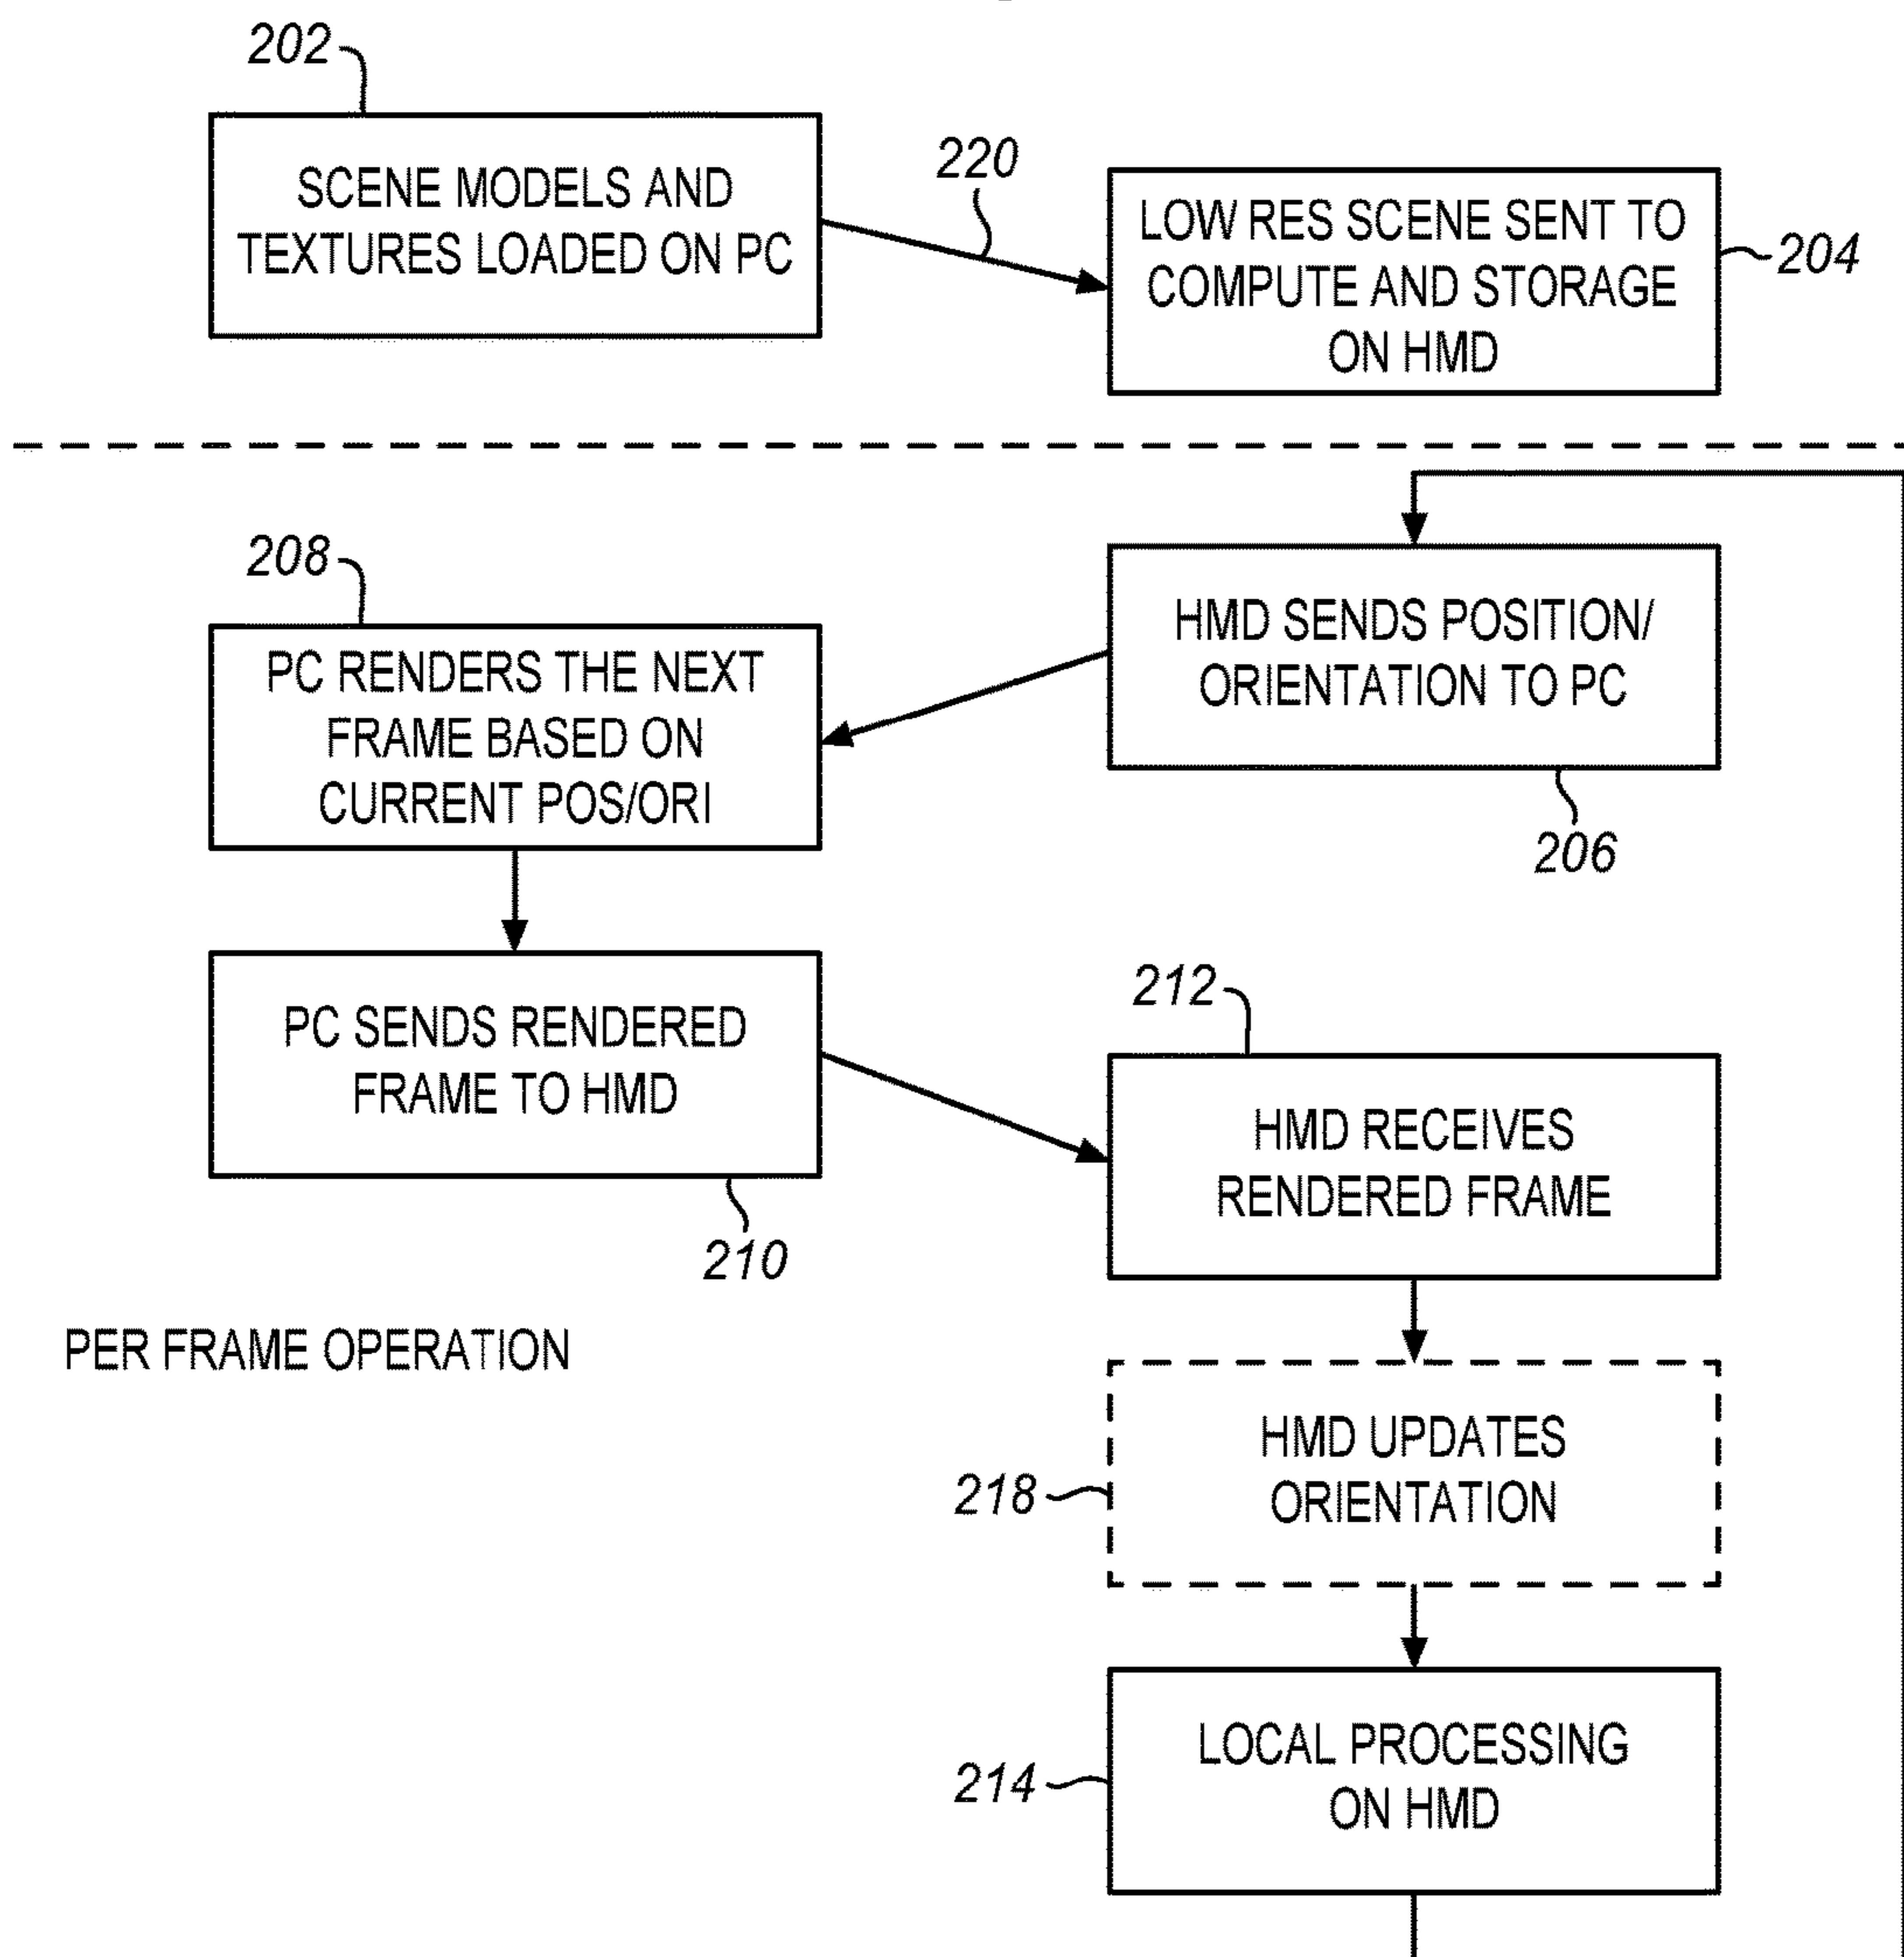 202
SCENE MODELS AND
TEXTURES LOADED ON PC
220
LOW RES SCENE SENT TO
COMPUTE AND STORAGE
ON HMD
204
HMD SENDS POSITION/
ORIENTATION TO PC
206
208
PC RENDERS THE NEXT
FRAME BASED ON
CURRENT POS/ORI
PC SENDS RENDERED
FRAME TO HMD
210
212
HMD RECEIVES
RENDERED FRAME
PER FRAME OPERATION
HMD UPDATES
ORIENTATION
218
LOCAL PROCESSING
ON HMD
214